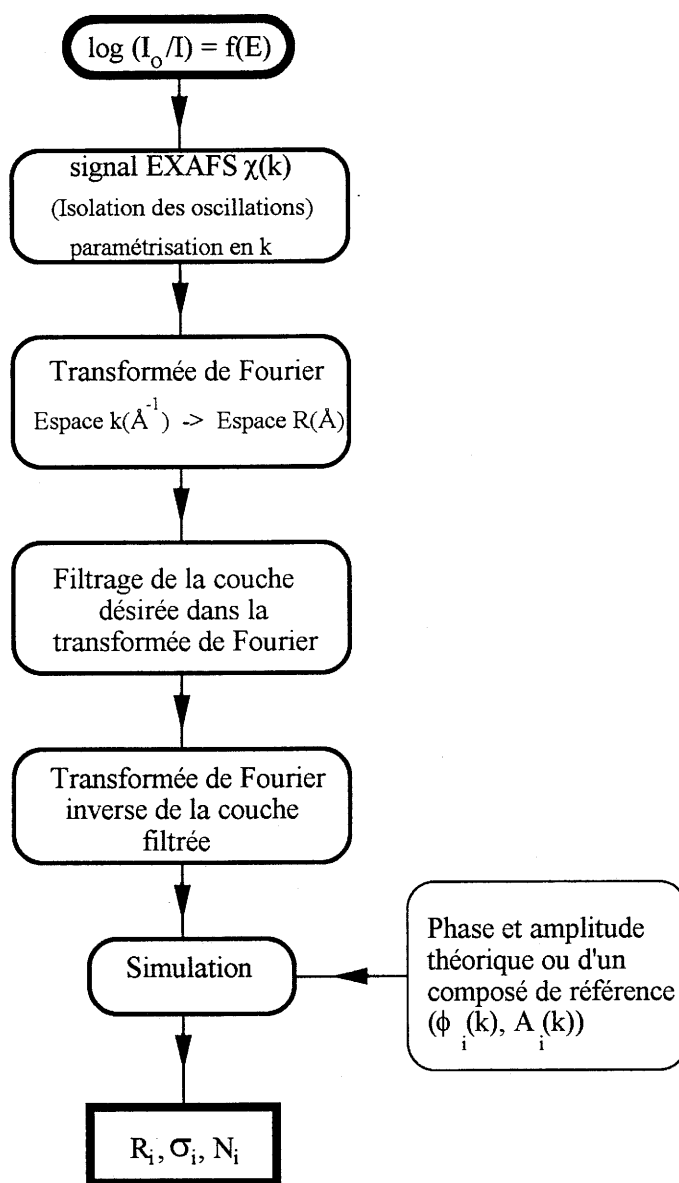 log (I₀/I) = f(E)
signal EXAFS χ(k)
(Isolation des oscillations)
paramétrisation en k
Transformée de Fourier
Espace k(Å⁻¹) -> Espace R(Å)
Filtrage de la couche
désirée dans la
transformée de Fourier
Transformée de Fourier
inverse de la couche
filtrée
Simulation
Phase et amplitude
théorique ou d'un
composé de référence
(ϕᵢ(k), Aᵢ(k))
Rᵢ, σᵢ, Nᵢ